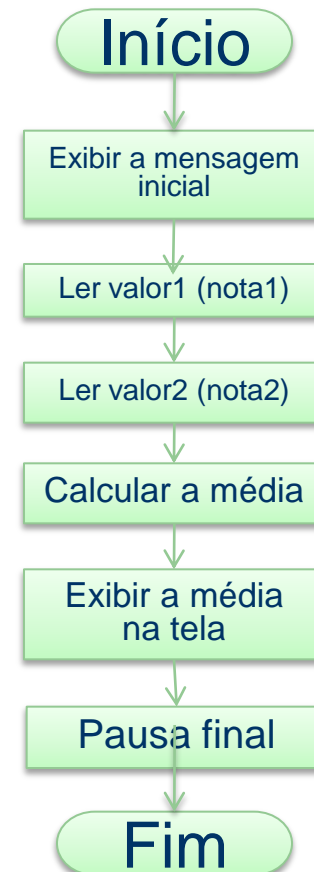 Início
Exibir a mensagem
inicial
Ler valor1 (nota1)
Ler valor2 (nota2)
Calcular a média
Exibir a média
na tela
Pausa final
Fim